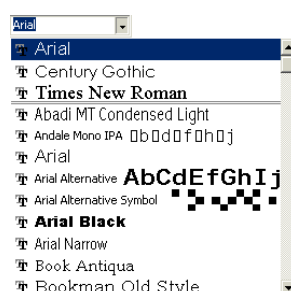 Arial
Arial
Century Gothic
Times New Roman
Abadi MT Condensed Light
Andale Mono IPA ▯b▯d▯f▯h▯j
Arial
Arial Alternative AbCdEfGhIj
Arial Alternative Symbol
Arial Black
Arial Narrow
Book Antiqua
Bookman Old Style